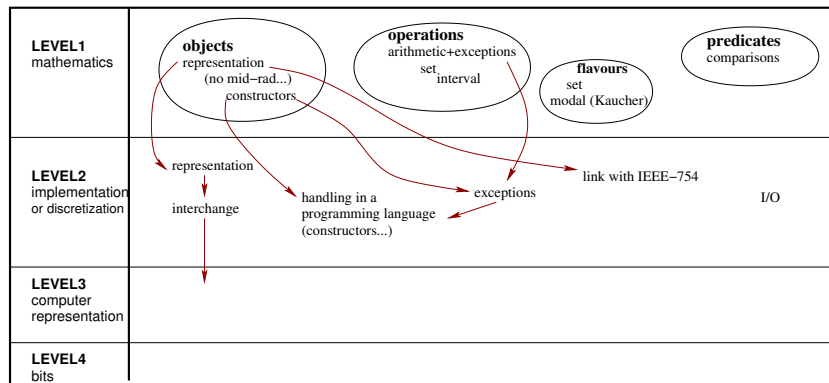 LEVEL1
mathematics
objects
representation
(no mid-rad...)
constructors
operations
arithmetic+exceptions
set
interval
flavours
set
modal (Kaucher)
predicates
comparisons
LEVEL2
implementation
or discretization
representation
interchange
handling in a
programming language
(constructors...)
exceptions
link with IEEE-754
I/O
LEVEL3
computer
representation
LEVEL4
bits